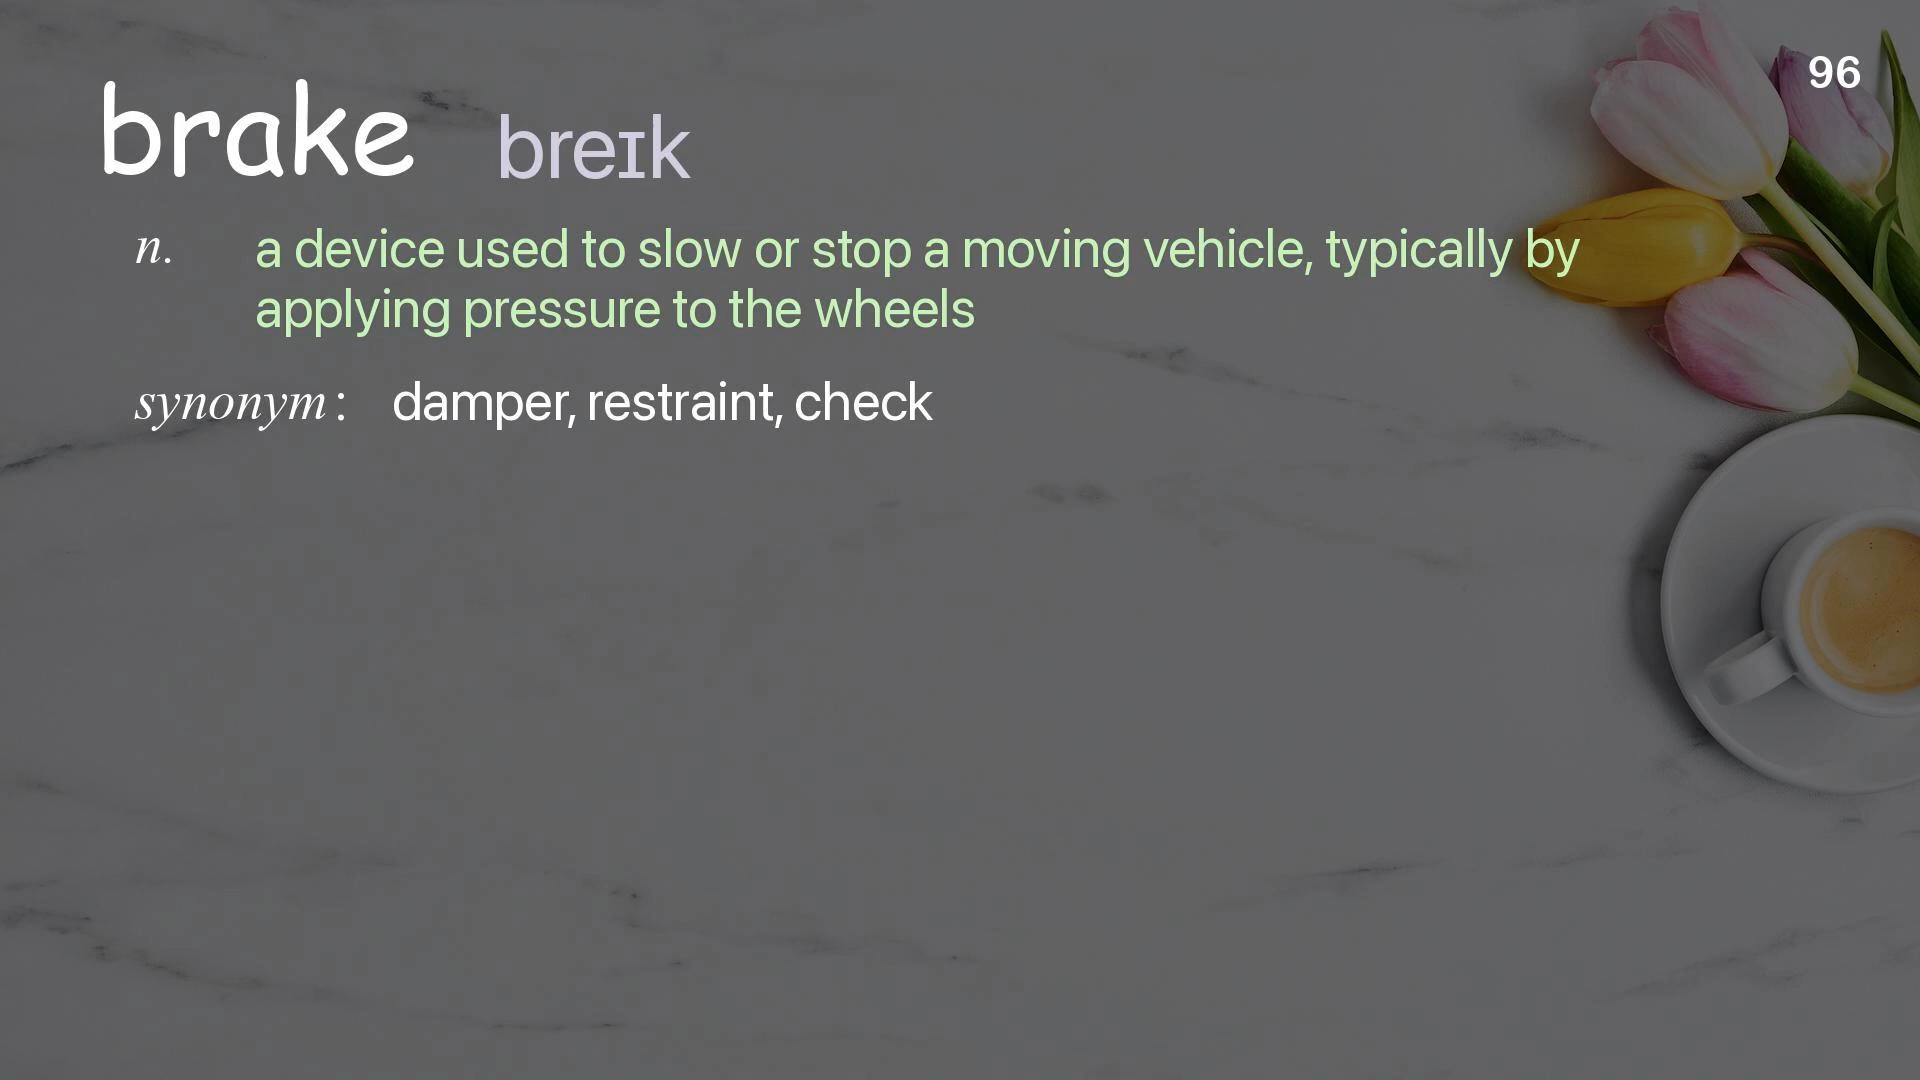 96
brake breɪk
n. a device used to slow or stop a moving vehicle, typically by
applying pressure to the wheels
synonym: damper, restraint, check